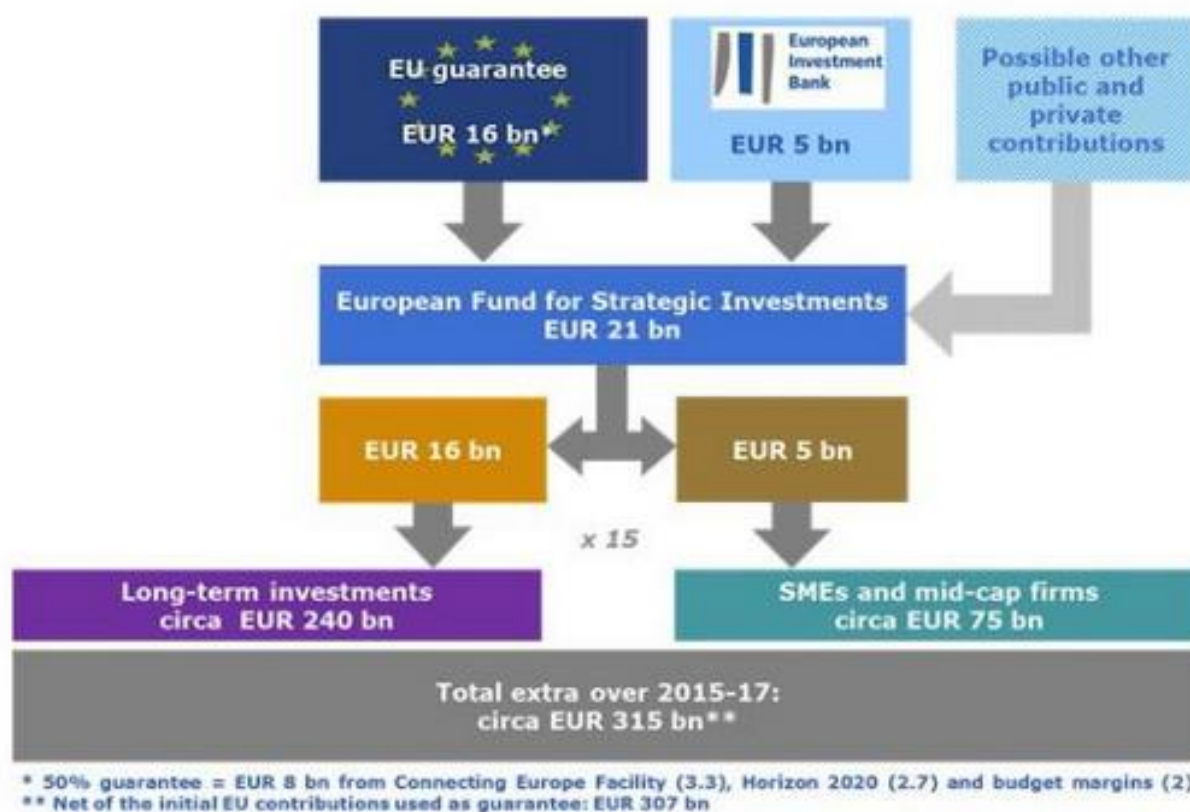 EU guarantee
EUR 16 bn*
European
Investment
Bank
EUR 5 bn
Possible other
public and
private
contributions
European Fund for Strategic Investments
EUR 21 bn
EUR 16 bn
EUR 5 bn
x 15
Long-term investments
circa EUR 240 bn
SMEs and mid-cap firms
circa EUR 75 bn
Total extra over 2015-17:
circa EUR 315 bn**
* 50% guarantee = EUR 8 bn from Connecting Europe Facility (3.3), Horizon 2020 (2.7) and budget margins (2)
** Net of the initial EU contributions used as guarantee: EUR 307 bn